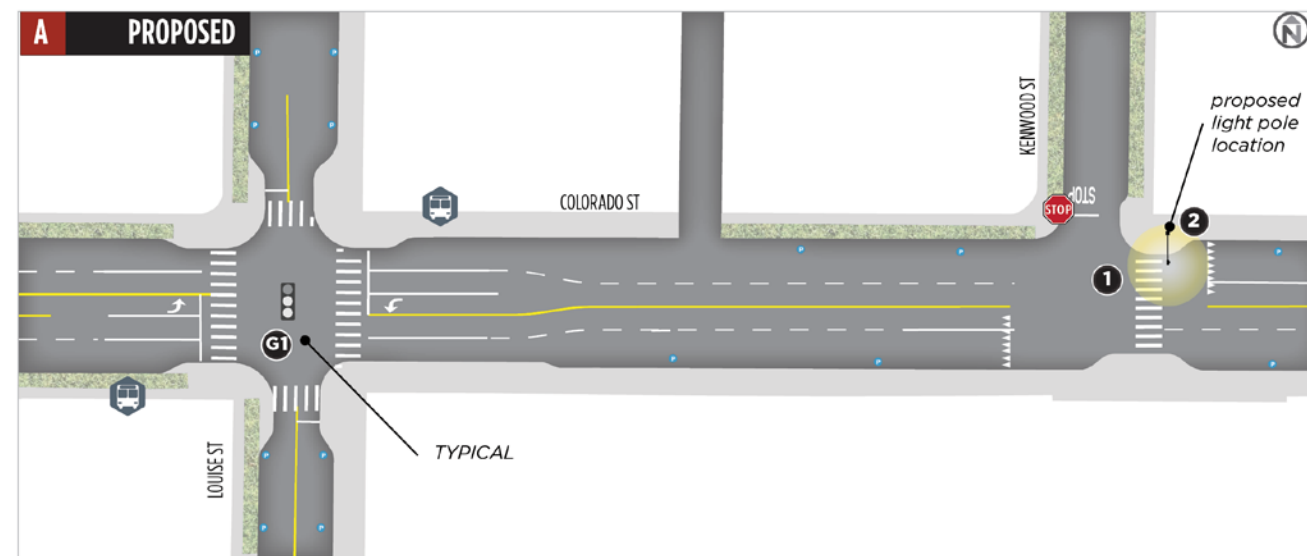 A PROPOSED
N
P
P
P
P
KENWOOD ST
proposed
light pole
location
COLORADO ST
STOP
STOP
2
P
P
P
1
G1
P
P
P
TYPICAL
LOUISE ST
P
P
P
P